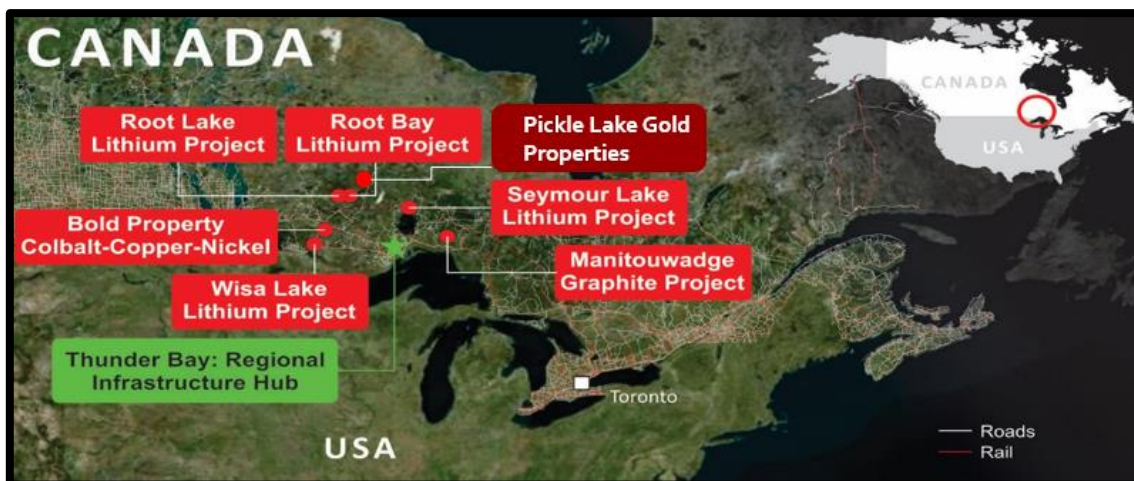 CANADA
Root Lake
Lithium Project
Root Bay
Lithium Project
Pickle Lake Gold
Properties
Seymour Lake
Lithium Project
Bold Property
Colbalt-Copper-Nickel
Manitouwadge
Graphite Project
Wisa Lake
Lithium Project
Thunder Bay: Regional
Infrastructure Hub
Toronto
USA
CANADA
USA
Roads
Rail